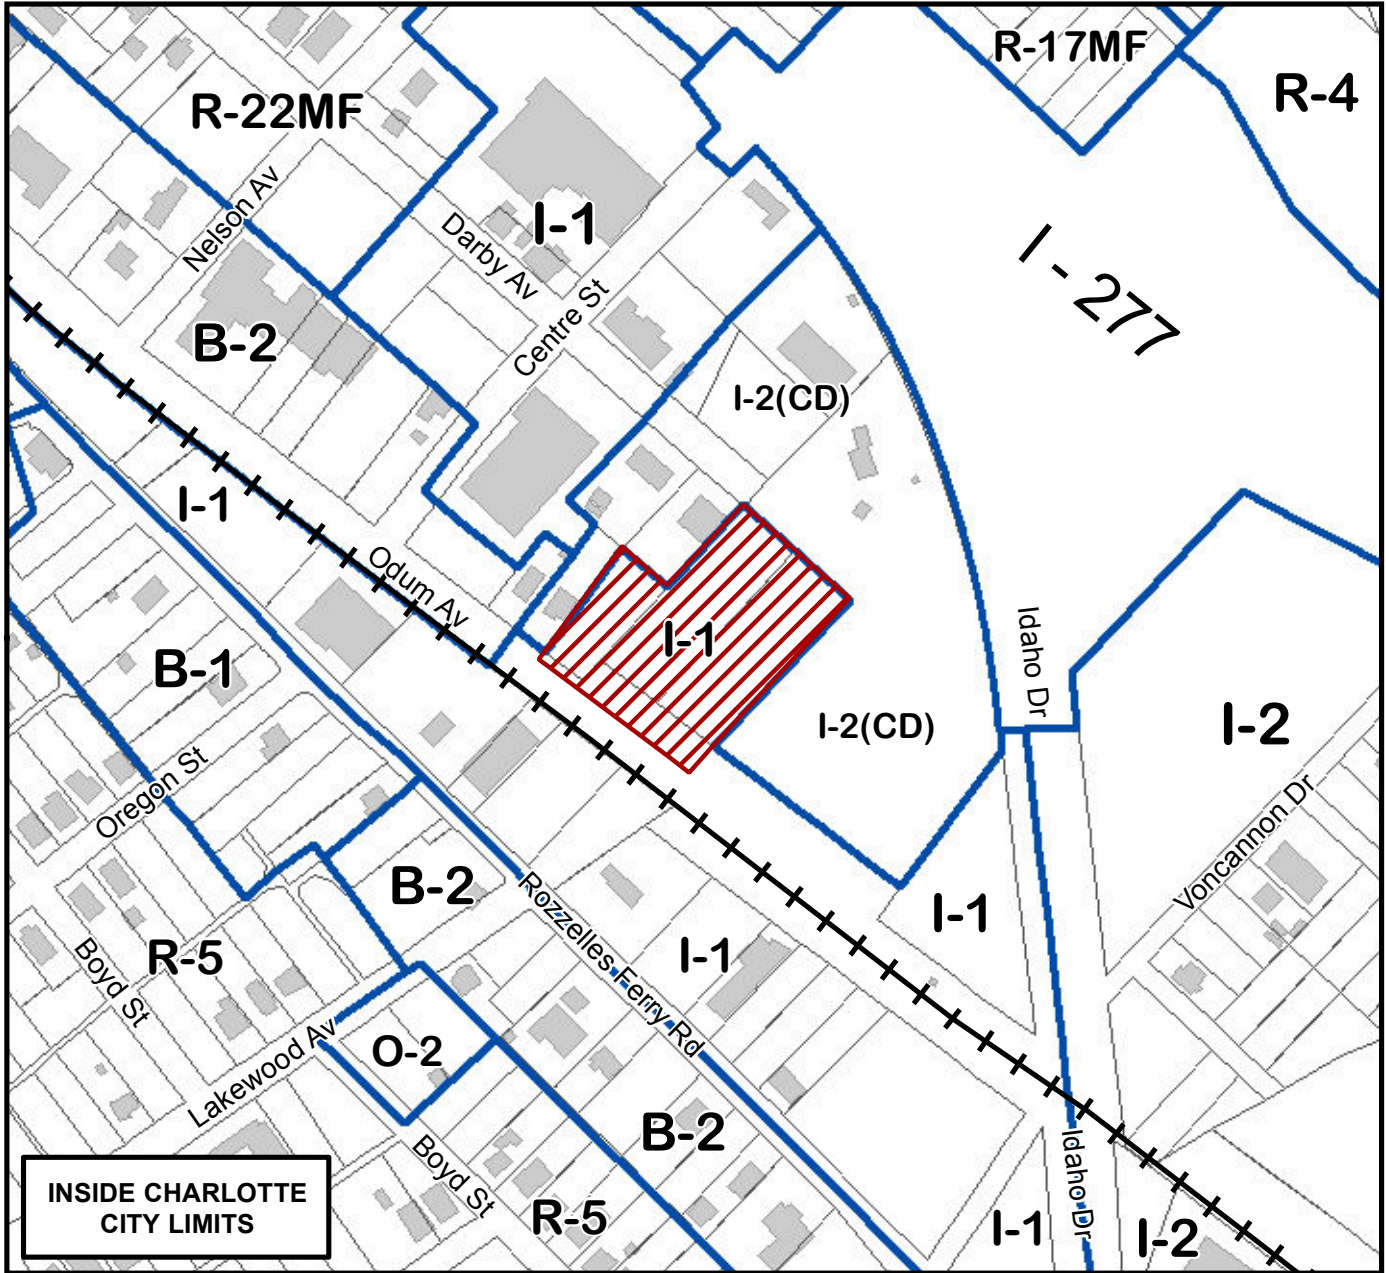 R-17MF
R-4
R-22MF
Nelson Av
I-1
Darby Av
I - 277
Centre St
B-2
I-2(CD)
I-1
Odum Av
I-1
Idaho Dr
B-1
I-2(CD)
I-2
Oregon St
Voncannon Dr
B-2
Rozzelles Ferry Rd
I-1
R-5
Boyd St
I-1
O-2
Lakewood Av
B-2
Boyd St
Idaho Dr
R-5
I-1
I-2
INSIDE CHARLOTTE
CITY LIMITS